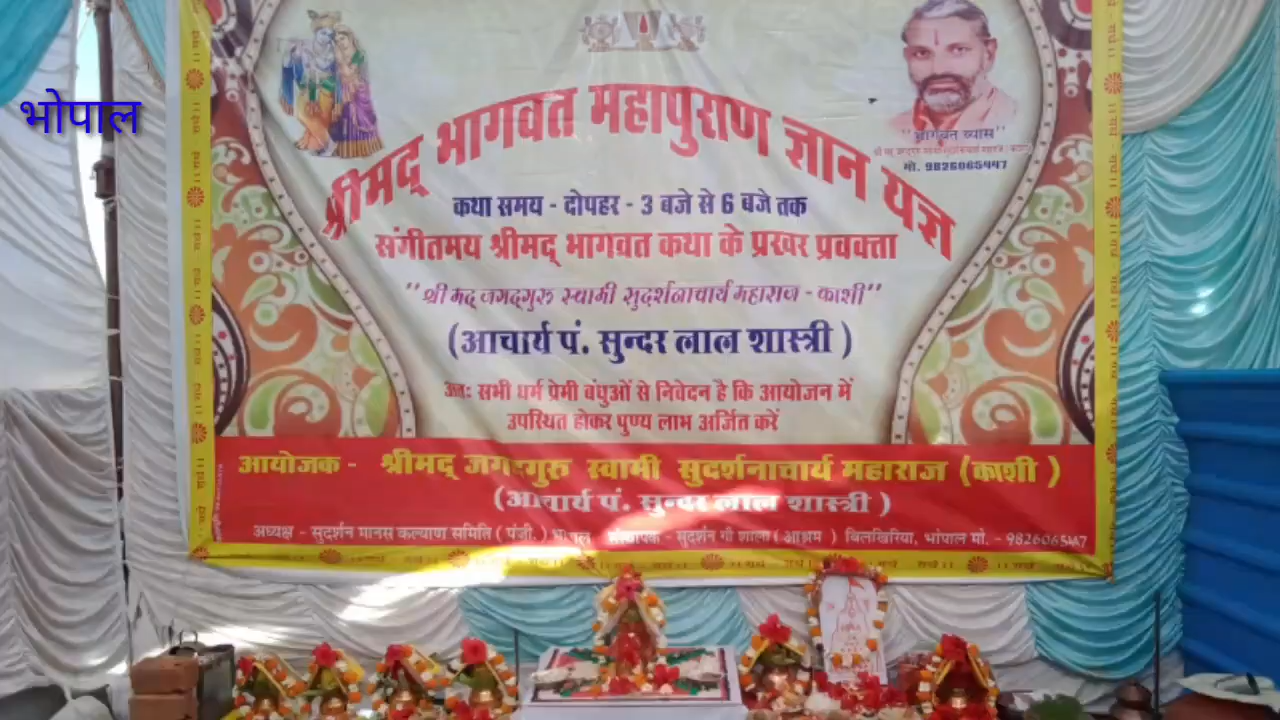 भोपाल
"भागवत व्यास"
मो. 9826065447
श्रीमद् भागवत महापुराण ज्ञान यज्ञ
कथा समय - दोपहर - 3 बजे से 6 बजे तक
संगीतमय श्रीमद् भागवत कथा के प्रखर प्रवक्ता
"श्री मद् जगद्गुरु स्वामी सुदर्शनाचार्य महाराज - काशी"
(आचार्य पं. सुन्दर लाल शास्त्री )
अतः सभी धर्म प्रेमी बंधुओं से निवेदन है कि आयोजन में
उपस्थित होकर पुण्य लाभ अर्जित करें
आयोजक - श्रीमद् जगद्गुरु स्वामी सुदर्शनाचार्य महाराज (काशी )
(आचार्य पं. सुन्दर लाल शास्त्री )
अध्यक्ष - सुदर्शन मानस कल्याण समिति ( पंजी. ) भोपाल संस्थापक - सुदर्शन गौ शाला ( आश्रम ) बिलखिरिया, भोपाल मो. - 9826065447